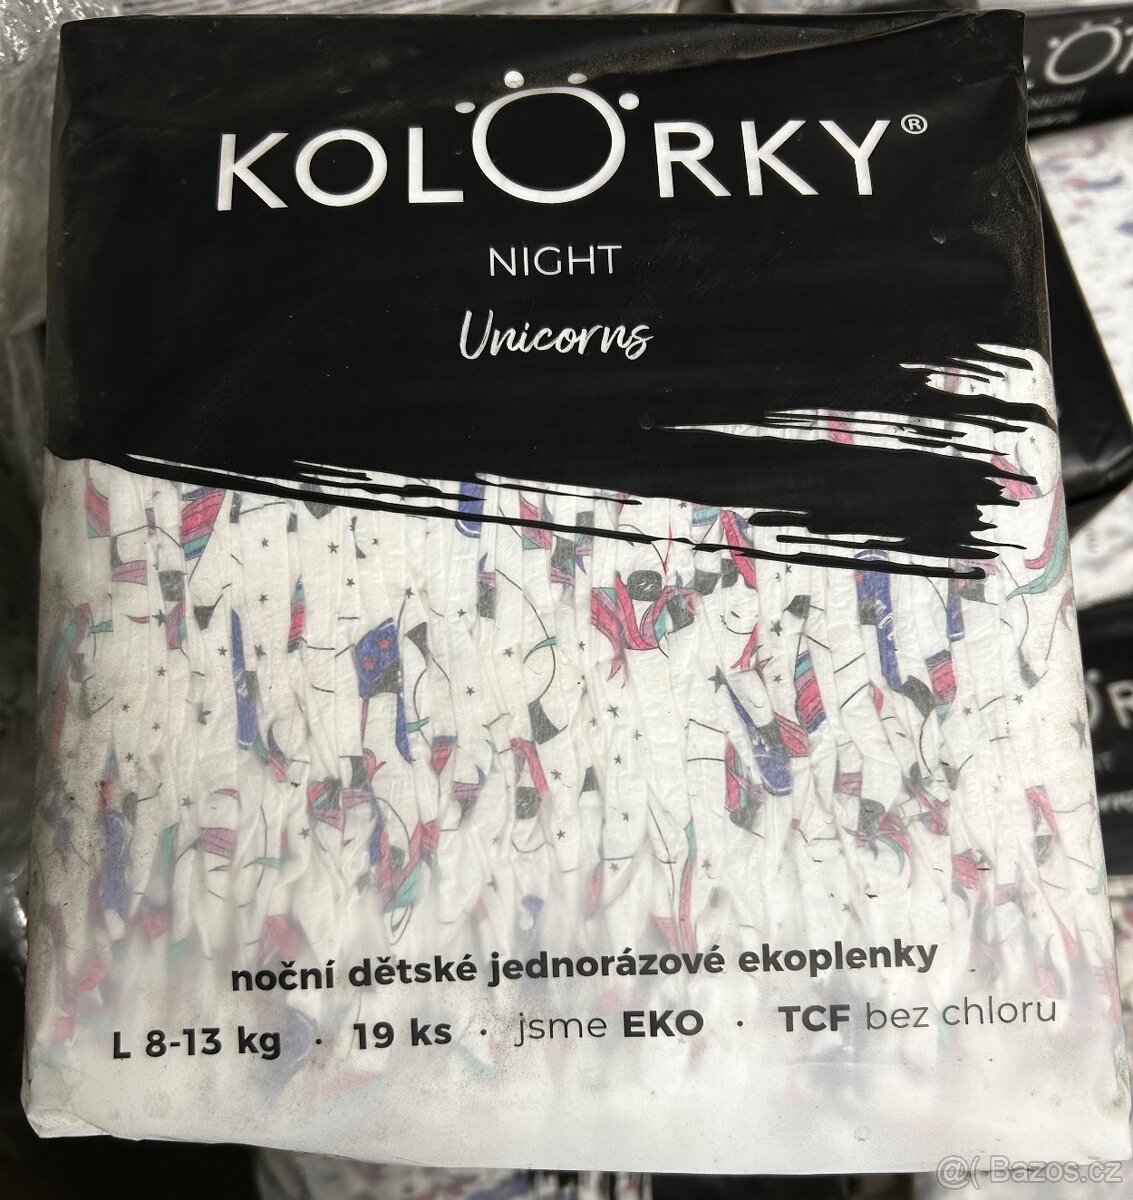 KOLORKY®
NIGHT
Unicorns
noční dětské jednorázové ekoplenky
L 8-13 kg · 19 ks · jsme EKO · TCF bez chloru
@( Bazos.cz